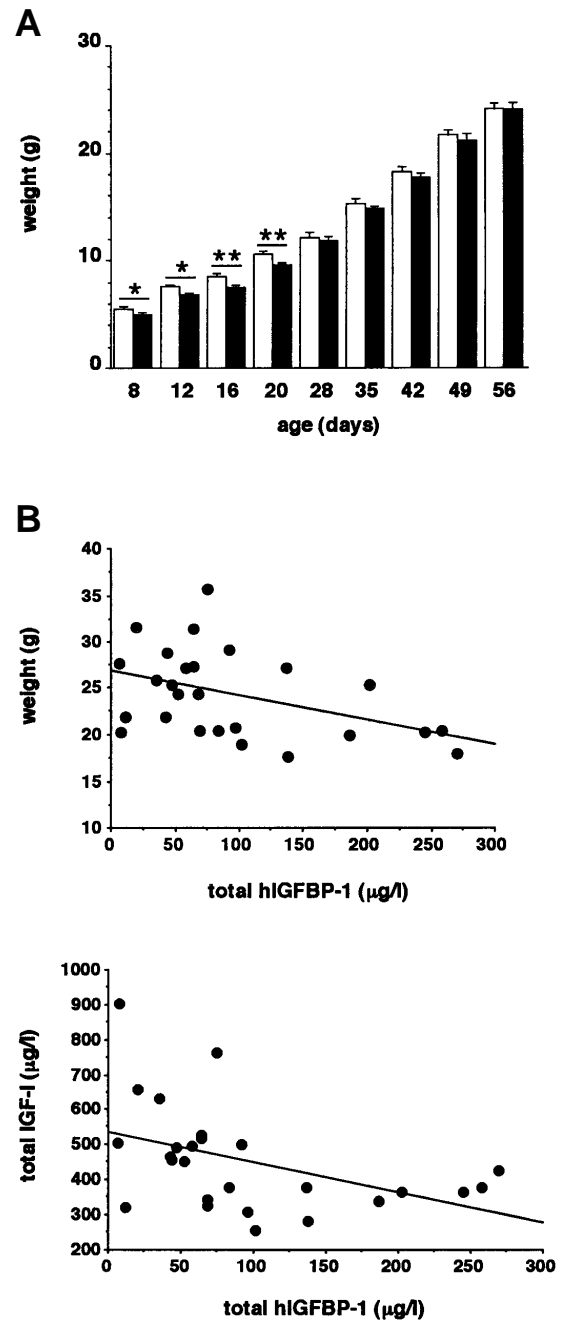 A
30
20
10
0
weight (g)
*
*
**
**
8 12 16 20 28 35 42 49 56
age (days)
B
40
35
30
25
20
15
10
weight (g)
0 50 100 150 200 250 300
total hIGFBP-1 (µg/l)
1000
900
800
700
600
500
400
300
200
total IGF-I (µg/l)
0 50 100 150 200 250 300
total hIGFBP-1 (µg/l)